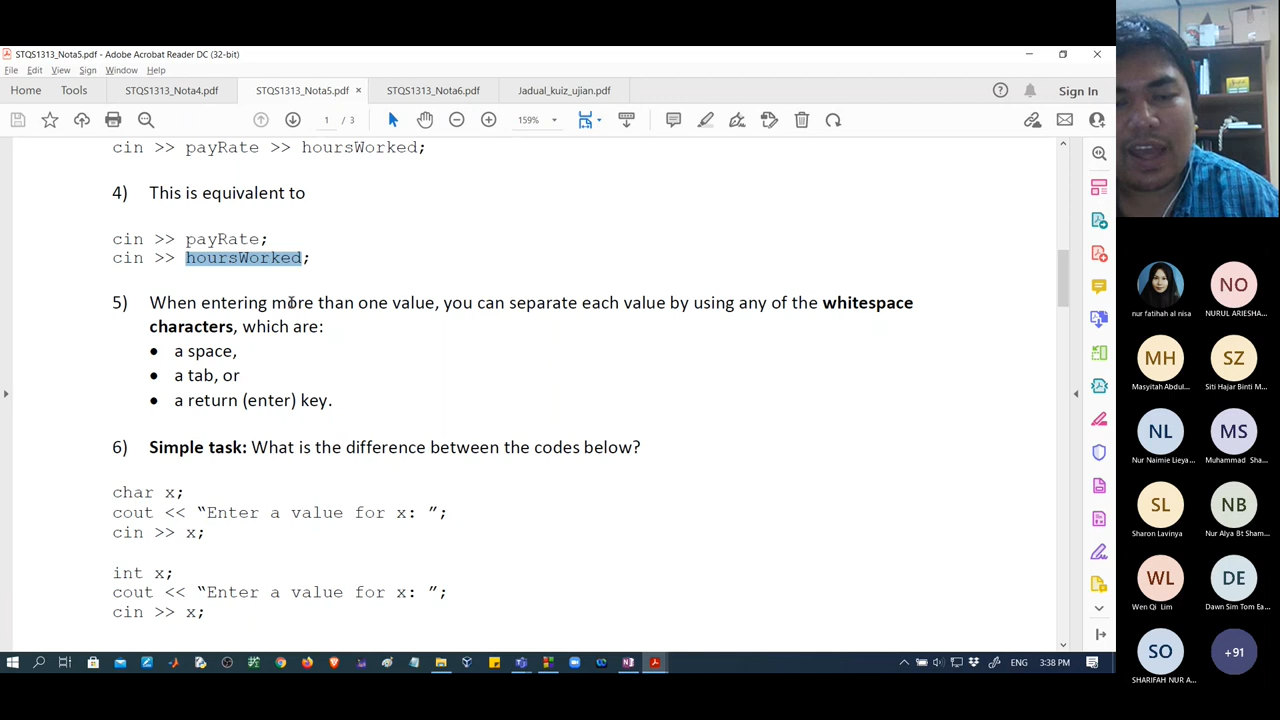 STQS1313_Nota5.pdf - Adobe Acrobat Reader DC (32-bit)
File Edit View Sign Window Help
Home Tools STQS1313_Nota4.pdf STQS1313_Nota5.pdf × STQS1313_Nota6.pdf Jadual_kuiz_ujian.pdf Sign In
1 / 3 159%
cin >> payRate >> hoursWorked;
4) This is equivalent to
cin >> payRate;
cin >> hoursWorked;
5) When entering more than one value, you can separate each value by using any of the whitespace
characters, which are:
• a space,
• a tab, or
• a return (enter) key.
6) Simple task: What is the difference between the codes below?
char x;
cout << “Enter a value for x: ”;
cin >> x;
int x;
cout << “Enter a value for x: ”;
cin >> x;
ENG 3:38 PM
NO
nur fatihah al nisa NURUL ARIESHA...
MH SZ
Masyitah Abdul... Siti Hajar Binti M...
NL MS
Nur Naimie Lieya... Muhammad Sha...
SL NB
Sharon Lavinya Nur Alya Bt Sham...
WL DE
Wen Qi Lim Dawn Sim Tom Ea...
SO +91
SHARIFAH NUR A...